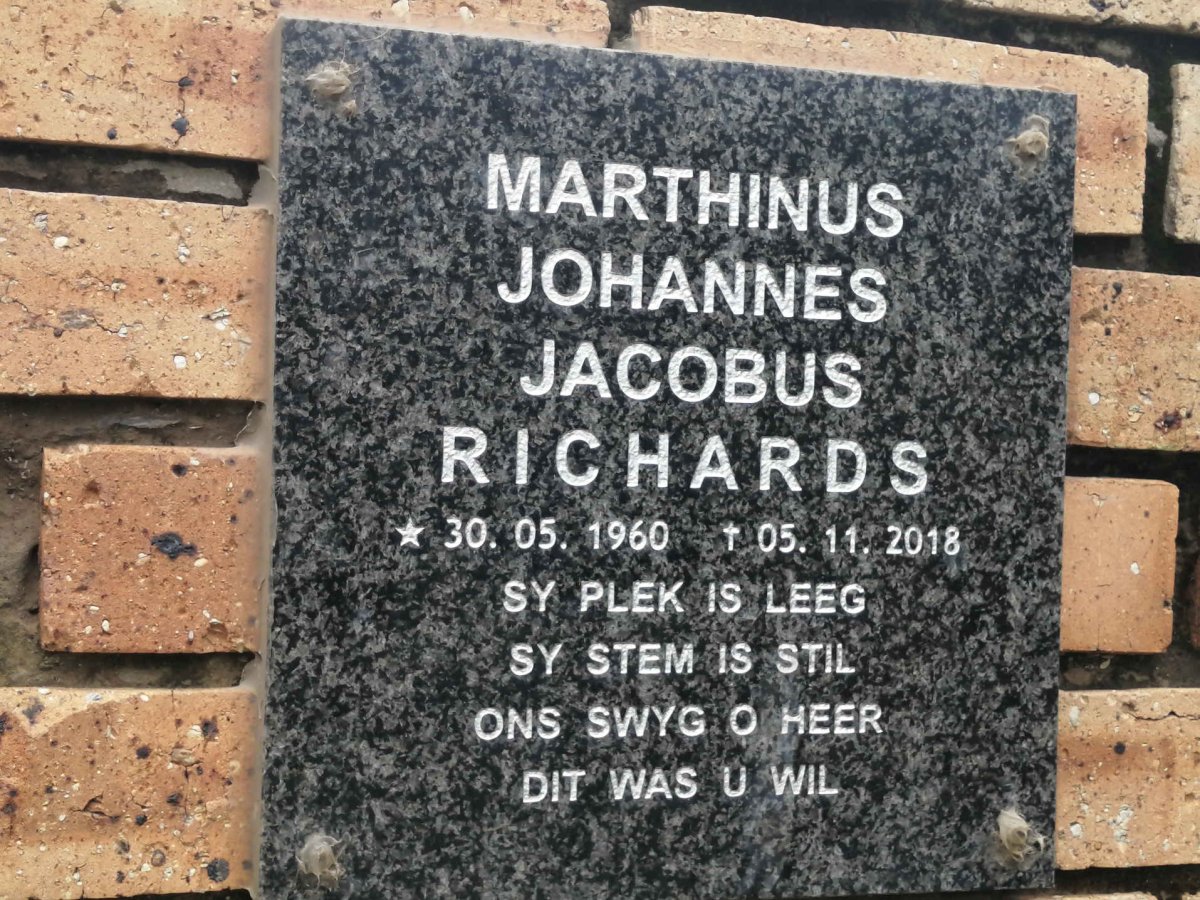 MARTHINUS
JOHANNES
JACOBUS
RICHARDS
★ 30. 05. 1960 † 05. 11. 2018
SY PLEK IS LEEG
SY STEM IS STIL
ONS SWYG O HEER
DIT WAS U WIL